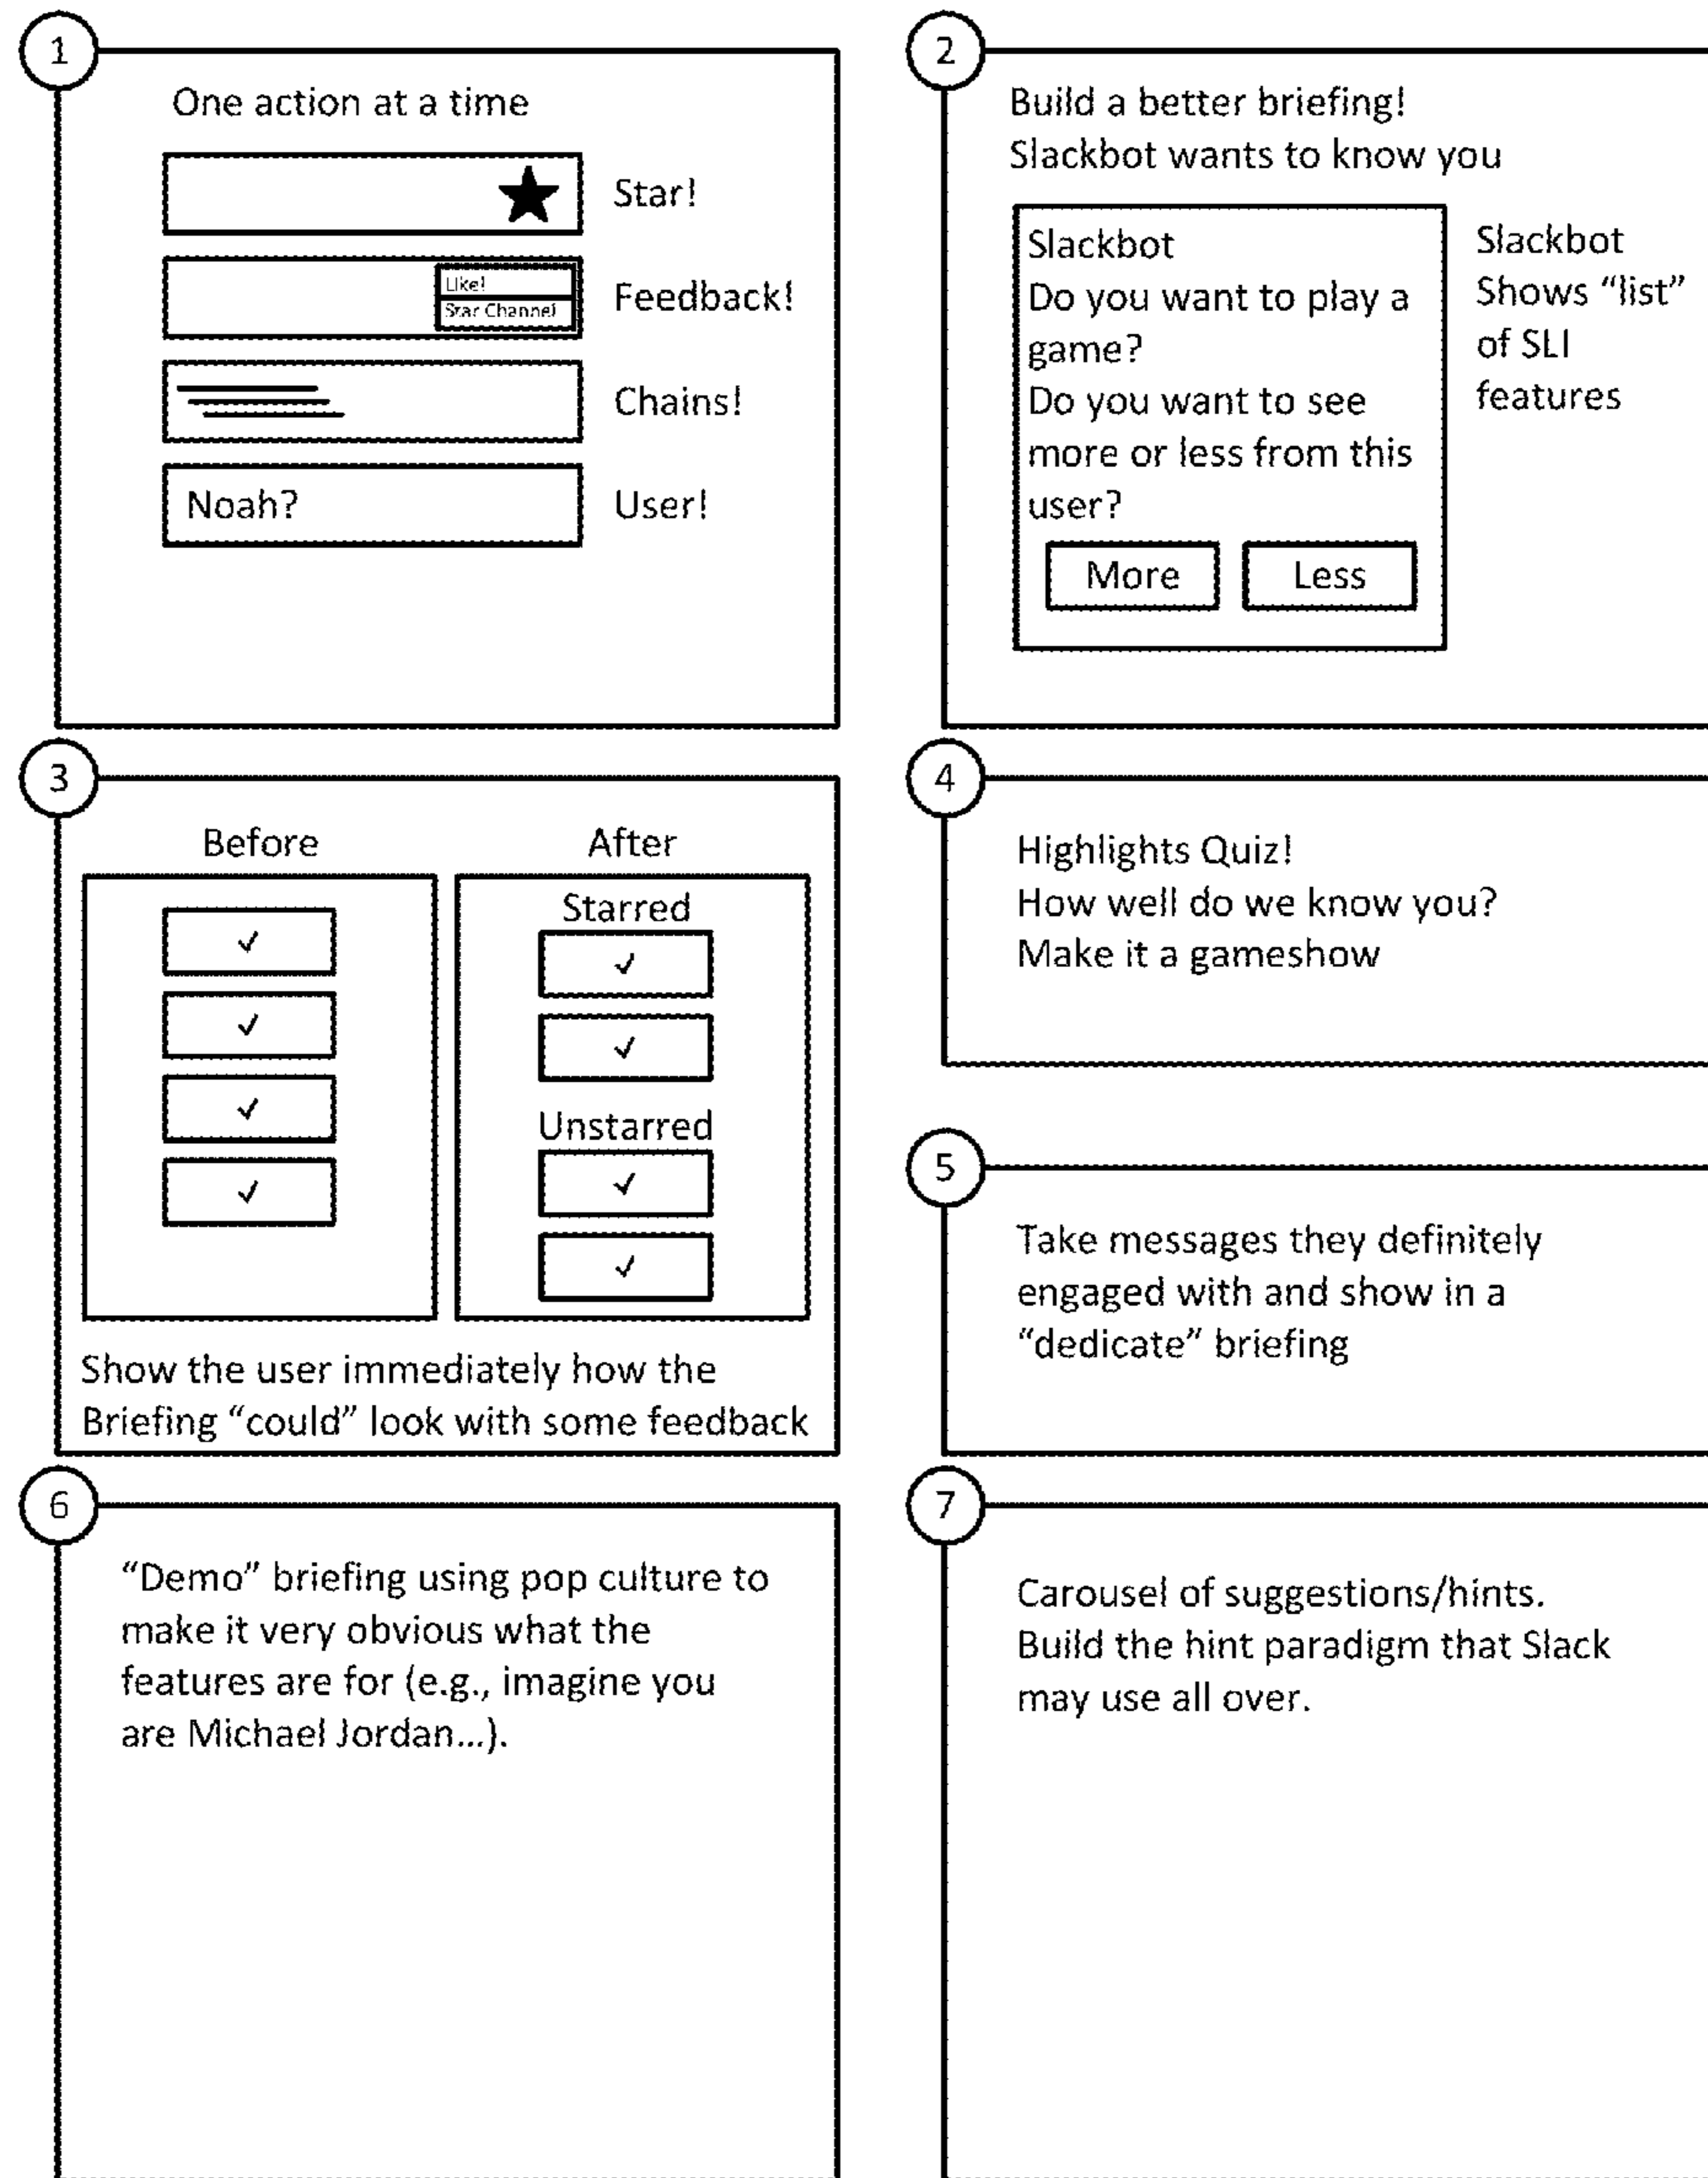 1
One action at a time
Star!
Like!
Star Channel
Feedback!
Chains!
Noah?
User!
2
Build a better briefing!
Slackbot wants to know you
Slackbot
Do you want to play a
game?
Do you want to see
more or less from this
user?
More
Less
Slackbot
Shows “list”
of SLI
features
3
Before
After
Starred
Unstarred
Show the user immediately how the
Briefing “could” look with some feedback
4
Highlights Quiz!
How well do we know you?
Make it a gameshow
5
Take messages they definitely
engaged with and show in a
“dedicate” briefing
6
“Demo” briefing using pop culture to
make it very obvious what the
features are for (e.g., imagine you
are Michael Jordan...).
7
Carousel of suggestions/hints.
Build the hint paradigm that Slack
may use all over.